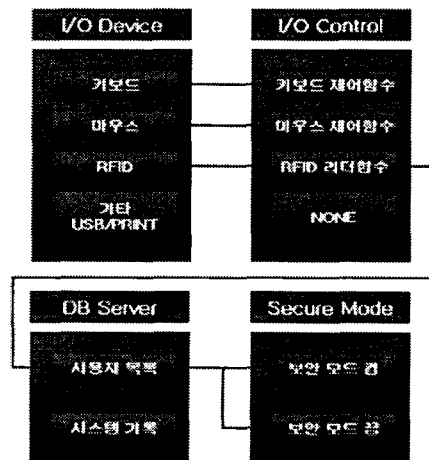 I/O Device
I/O Control
키보드
키보드 제어함수
마우스
마우스 제어함수
RFID
RFID 리더함수
기타
USB/PRINT
NONE
DB Server
Secure Mode
사용자 목록
보안 모드 켬
시스템 기록
보안 모드 끔